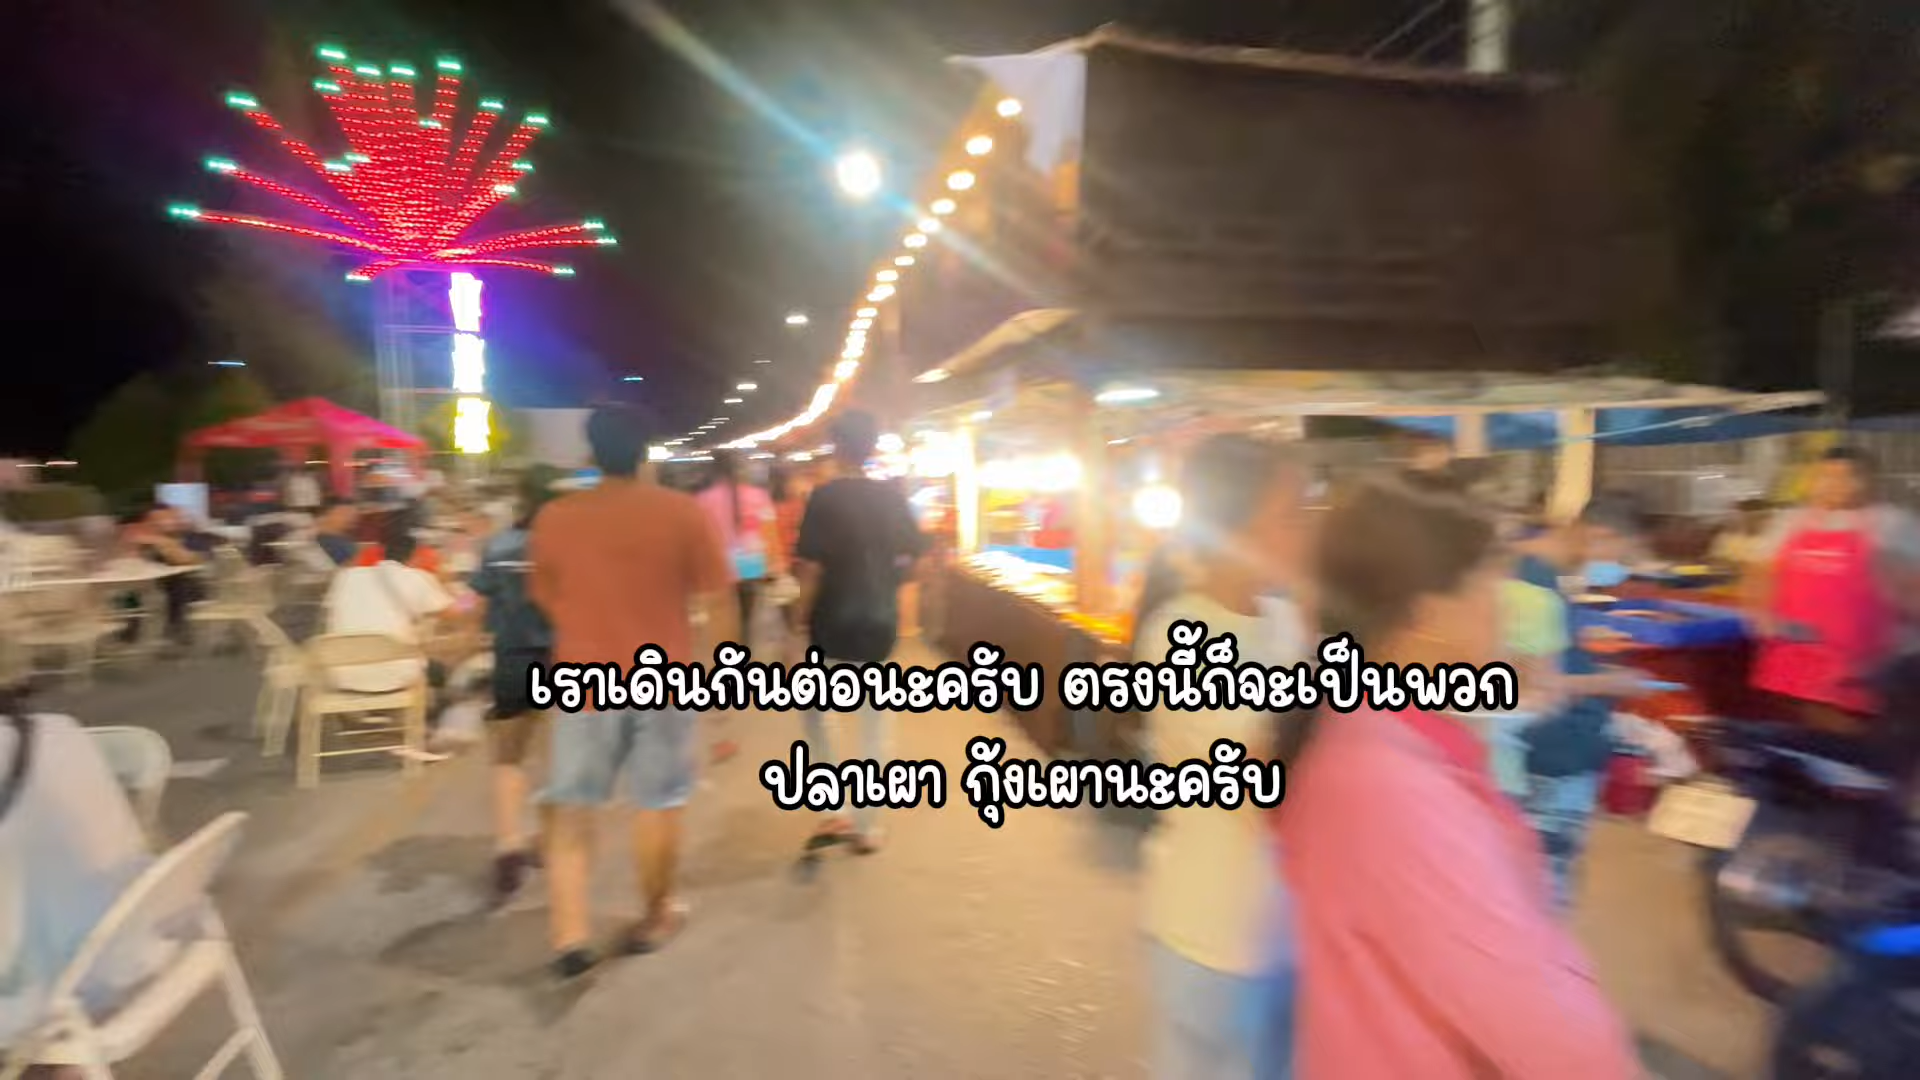 เราเดินกันต่อนะครับ ตรงนี้ก็จะเป็นพวก
ปลาเผา กุ้งเผานะครับ